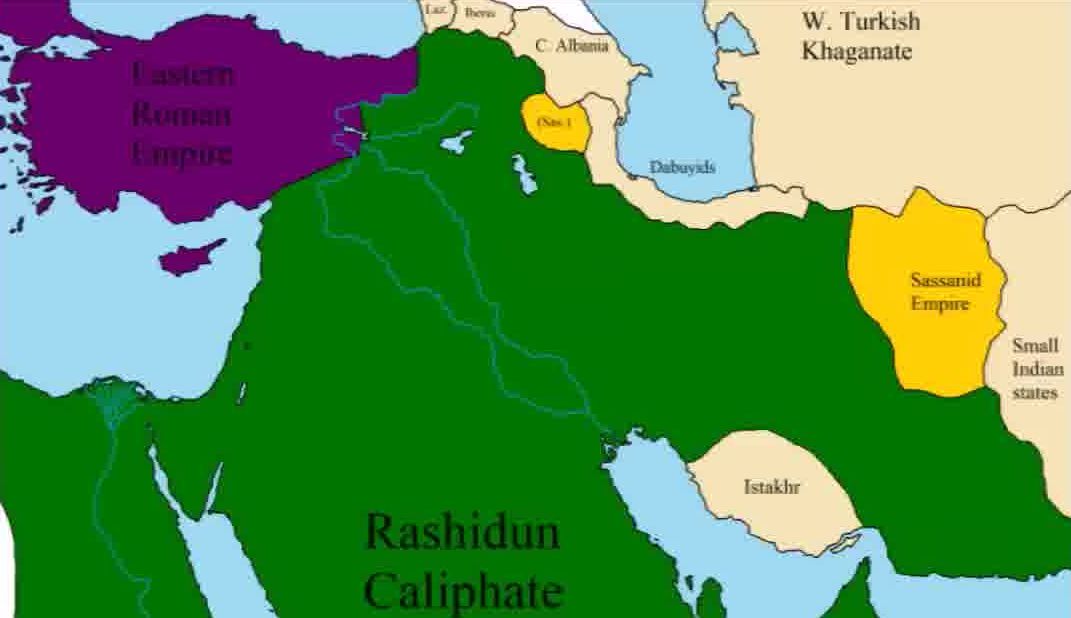 Laz.
Iberia
C. Albania
W. Turkish
Khaganate
Eastern
Roman
Empire
(Sas.)
Dabuyids
Sassanid
Empire
Small
Indian
states
Istakhr
Rashidun
Caliphate